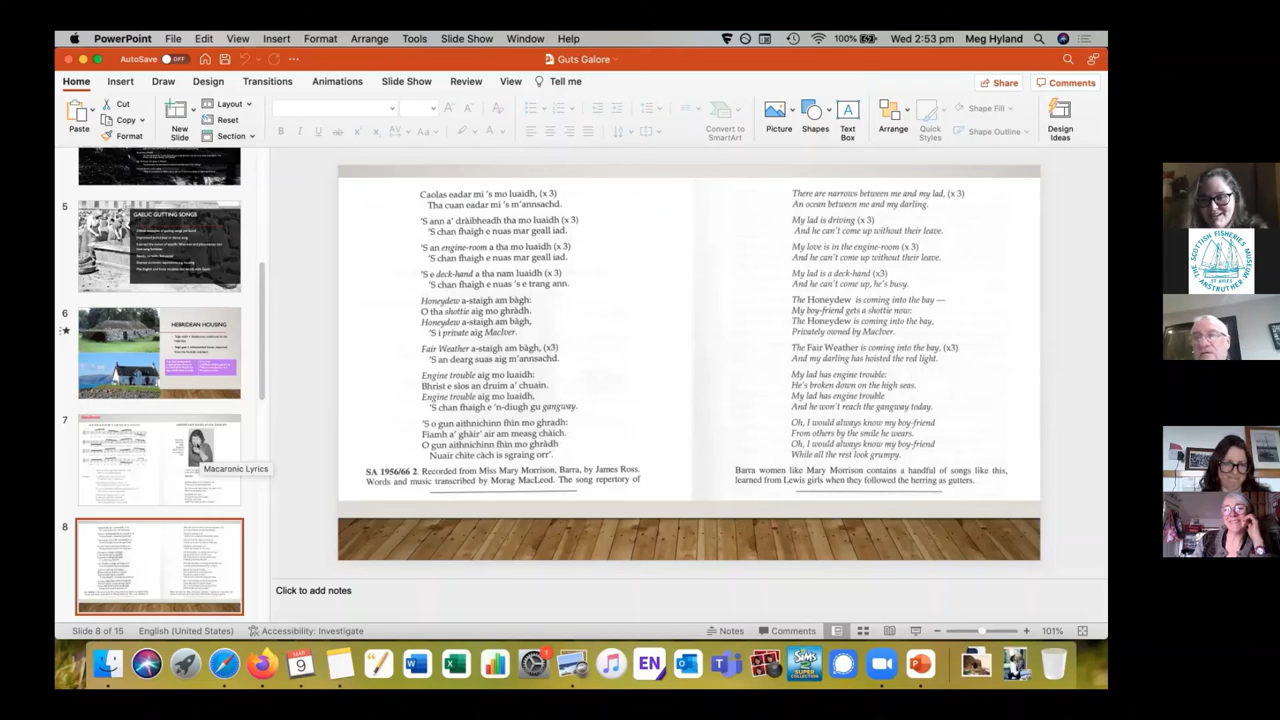 PowerPoint File Edit View Insert Format Arrange Tools Slide Show Window Help 100% Wed 2:53 pm Meg Hyland
AutoSave OFF Guts Galore
Home Insert Draw Design Transitions Animations Slide Show Review View Tell me Share Comments
Paste Cut Copy Format
New Slide Layout Reset Section
Convert to SmartArt
Picture Shapes Text Box Arrange Quick Styles Shape Fill Shape Outline Design Ideas
5
GAELIC GUTTING SONGS
6
HEBRIDEAN HOUSING
7
Macaronic Lyrics
8
Caolas eadar mi 's mo luaidh, (x 3)
Tha cuan eadar mi 's m'annsachd.
'S ann a' dràibheadh tha mo luaidh (x 3)
'S chan fhaigh e nuas mar geall iad.
'S an engine-room a tha mo luaidh (x 3)
'S chan fhaigh e nuas mar geall iad.
'S e deck-hand a tha nam luaidh (x 3)
'S chan fhaigh e nuas 's e trang ann.
Honeydew a-staigh am bàgh:
O tha shottie aig mo ghràdh.
Honeydew a-staigh am bàgh,
'S i private aig MacIver.
Fair Weather a-staigh am bàgh, (x3)
'S an dearg suas aig m'annsachd.
Engine trouble aig mo luaidh:
Bhrist e sìos an druim a' chuain.
Engine trouble aig mo luaidh,
'S chan fhaigh e 'n-diugh gu gangway.
'S o gun aithnichinn fhìn mo ghradh:
Fiamh a' ghàir' air am measg chàich.
O gun aithnichinn fhìn mo ghràdh
Nuair chìte càch is sgraing orr'.
SA 1956/66 2. Recorded from Miss Mary Morrison, Barra, by James Ross.
Words and music transcribed by Morag MacLeod. The song repertory of
There are narrows between me and my lad, (x 3)
An ocean between me and my darling.
My lad is driving (x 3)
And he can't come up without their leave.
My love is in the engine-room (x 3)
And he can't come up without their leave.
My lad is a deck-hand (x3)
And he can't come up, he's busy.
The Honeydew is coming into the bay —
My boy-friend gets a shottie now:
The Honeydew is coming into the bay,
Privately owned by MacIver.
The Fair Weather is coming into the bay, (x3)
And my darling has hoisted the red light.
My lad has engine trouble:
He's broken down on the high seas.
My lad has engine trouble
And he won't reach the gangway today.
Oh, I would always know my boy-friend
From others by the smile he wears.
Oh, I would always know my boy-friend
While all the rest look grumpy.
Barra women like Mary Morrison contains a handful of songs like this,
learned from Lewis girls when they followed the herring as gutters.
Click to add notes
Slide 8 of 15 English (United States) Accessibility: Investigate Notes Comments 101%
THE SCOTTISH FISHERIES MUSEUM
ST AYLES
ANSTRUTHER